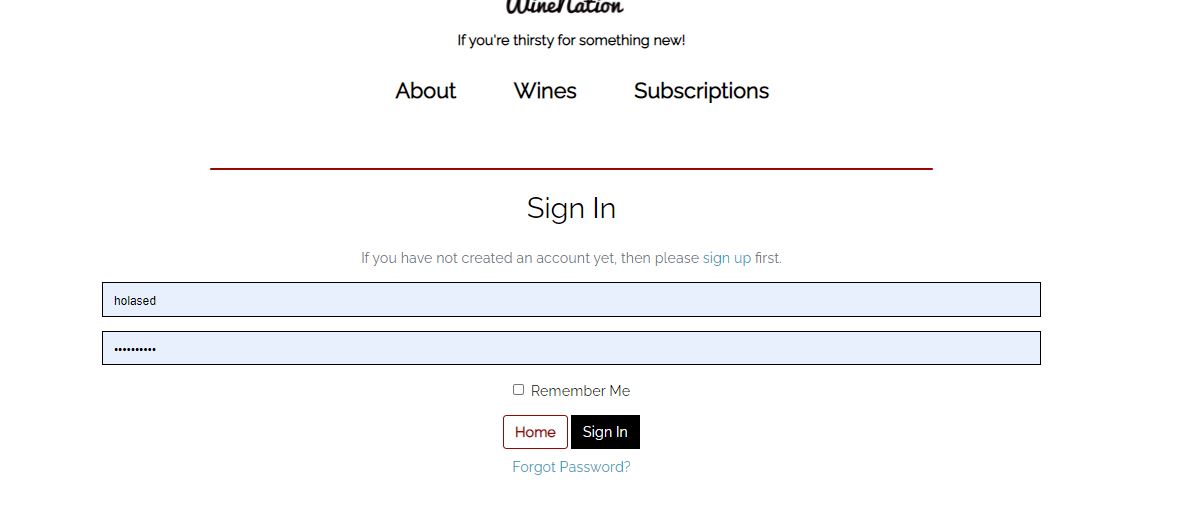 WineNation
If you're thirsty for something new!
About Wines Subscriptions
Sign In
If you have not created an account yet, then please sign up first.
holased
••••••••••
Remember Me
Home Sign In
Forgot Password?